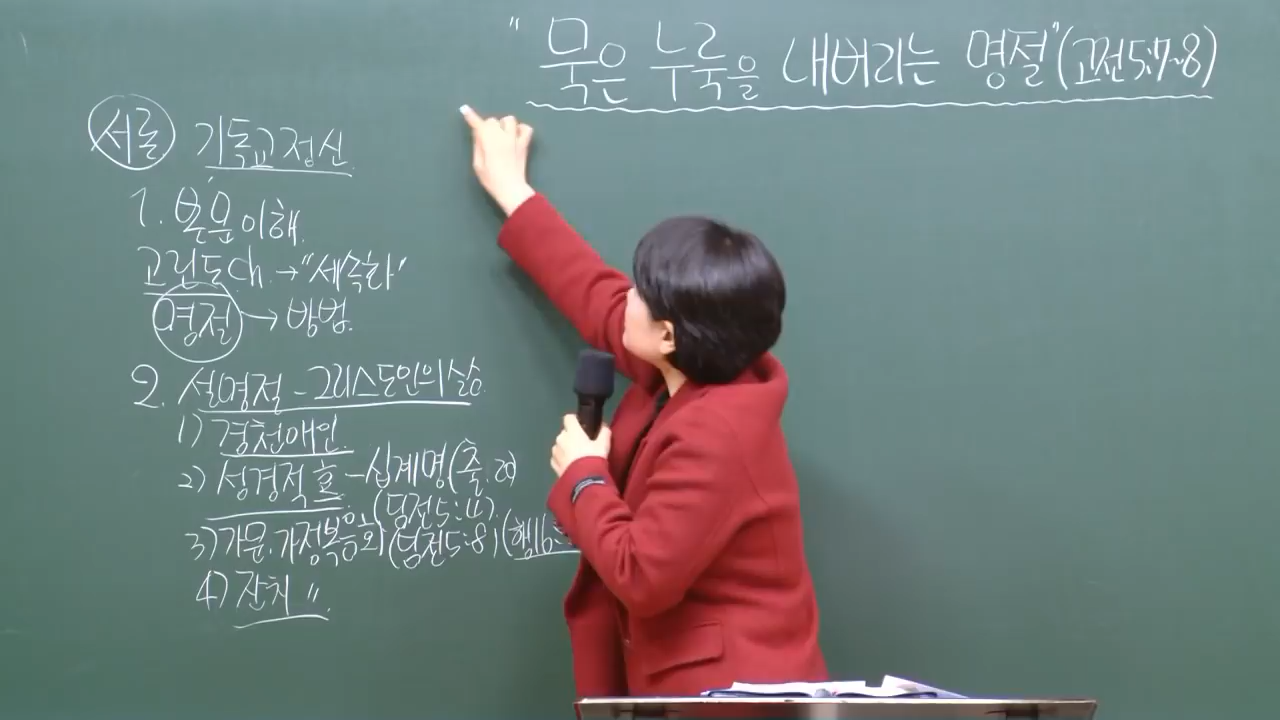 "묵은 누룩을 내버리는 명절"(고전5:7~8)
서론 기독교정신
1. 본문이해.
고린도Ch. → "세속화"
명절 → 방법.
2. 설명절 - 그리스도인의삶
1) 경천애인.
2) 성경적효 - 십계명(출.20)
(딤전5:4).
3) 가문.가정복음화(딤전5:8)(행16:
4) 잔치 〃.